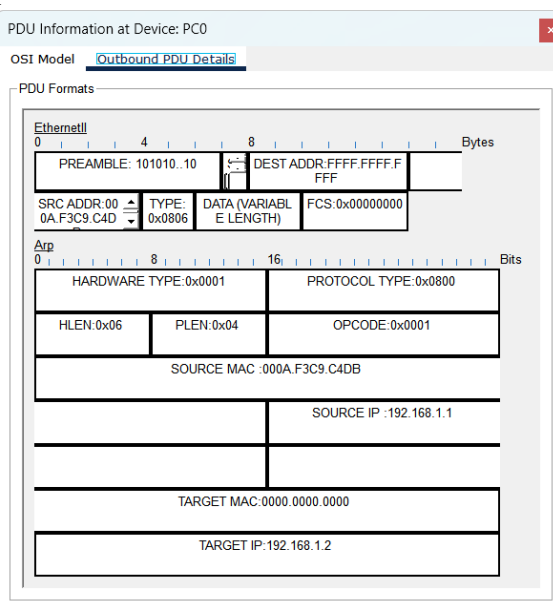 PDU Information at Device: PC0
OSI Model Outbound PDU Details
PDU Formats
EthernetII
0 4 8 Bytes
PREAMBLE: 101010..10
DEST ADDR:FFFF.FFFF.F
FFF
SRC ADDR:00
0A.F3C9.C4D
TYPE:
0x0806
DATA (VARIABL
E LENGTH)
FCS:0x00000000
Arp
0 8 16 Bits
HARDWARE TYPE:0x0001 PROTOCOL TYPE:0x0800
HLEN:0x06 PLEN:0x04 OPCODE:0x0001
SOURCE MAC :000A.F3C9.C4DB
SOURCE IP :192.168.1.1
TARGET MAC:0000.0000.0000
TARGET IP:192.168.1.2